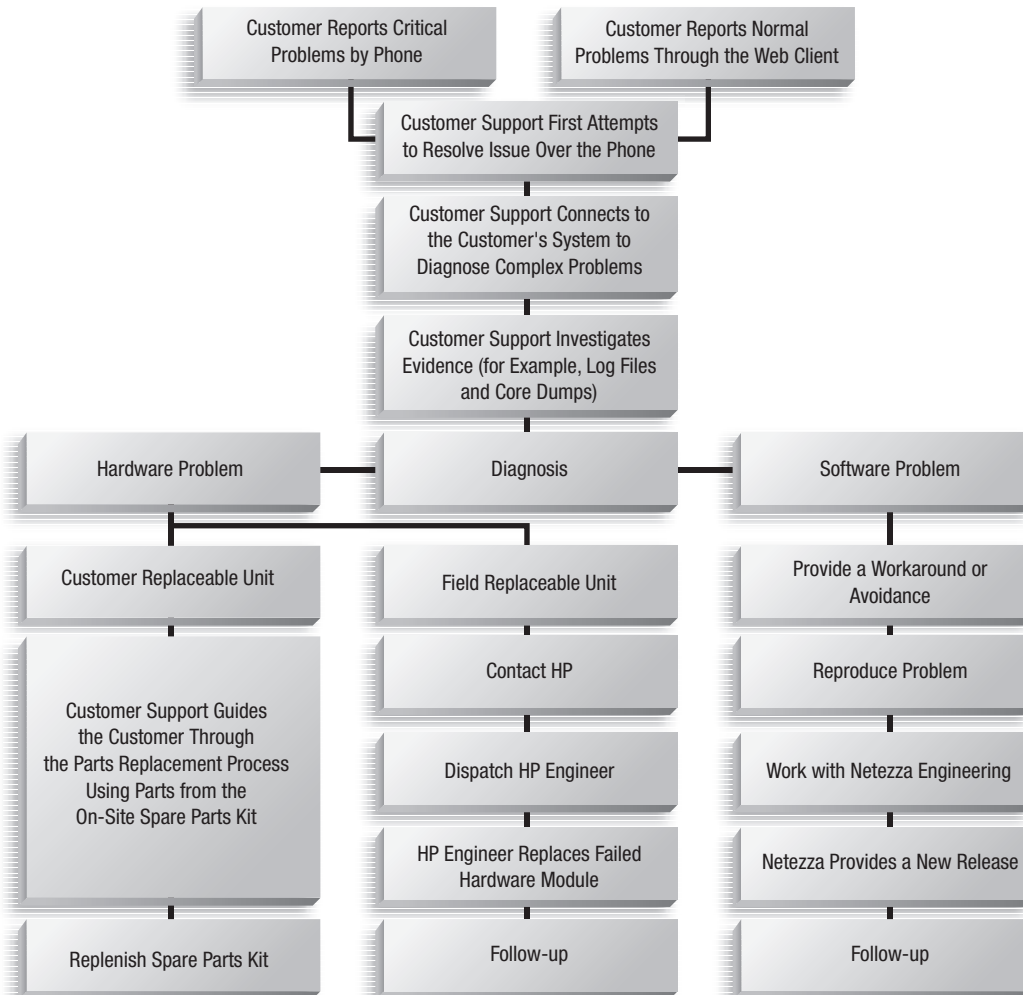 Customer Reports Critical
Problems by Phone
Customer Reports Normal
Problems Through the Web Client
Customer Support First Attempts
to Resolve Issue Over the Phone
Customer Support Connects to
the Customer's System to
Diagnose Complex Problems
Customer Support Investigates
Evidence (for Example, Log Files
and Core Dumps)
Hardware Problem
Diagnosis
Software Problem
Customer Replaceable Unit
Field Replaceable Unit
Provide a Workaround or
Avoidance
Customer Support Guides
the Customer Through
the Parts Replacement Process
Using Parts from the
On-Site Spare Parts Kit
Contact HP
Reproduce Problem
Dispatch HP Engineer
Work with Netezza Engineering
HP Engineer Replaces Failed
Hardware Module
Netezza Provides a New Release
Replenish Spare Parts Kit
Follow-up
Follow-up